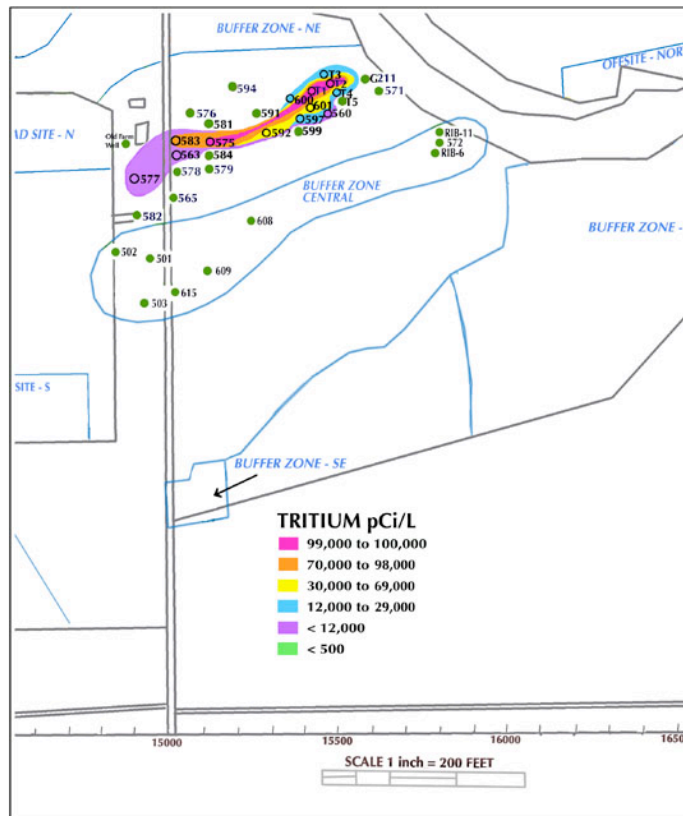 BUFFER ZONE - NE
OFFSITE - NOR
T3
G211
594
T2
T1
571
600
T4
T5
576
591
601
560
581
597
AD SITE - N
Old Farm
Well
583
575
592
599
RIB-11
572
RIB-6
563
584
577
578
579
BUFFER ZONE
CENTRAL
565
582
608
BUFFER ZONE -
502
501
609
615
503
SITE - S
BUFFER ZONE - SE
TRITIUM pCi/L
99,000 to 100,000
70,000 to 98,000
30,000 to 69,000
12,000 to 29,000
< 12,000
< 500
15000
15500
16000
1650
SCALE 1 inch = 200 FEET